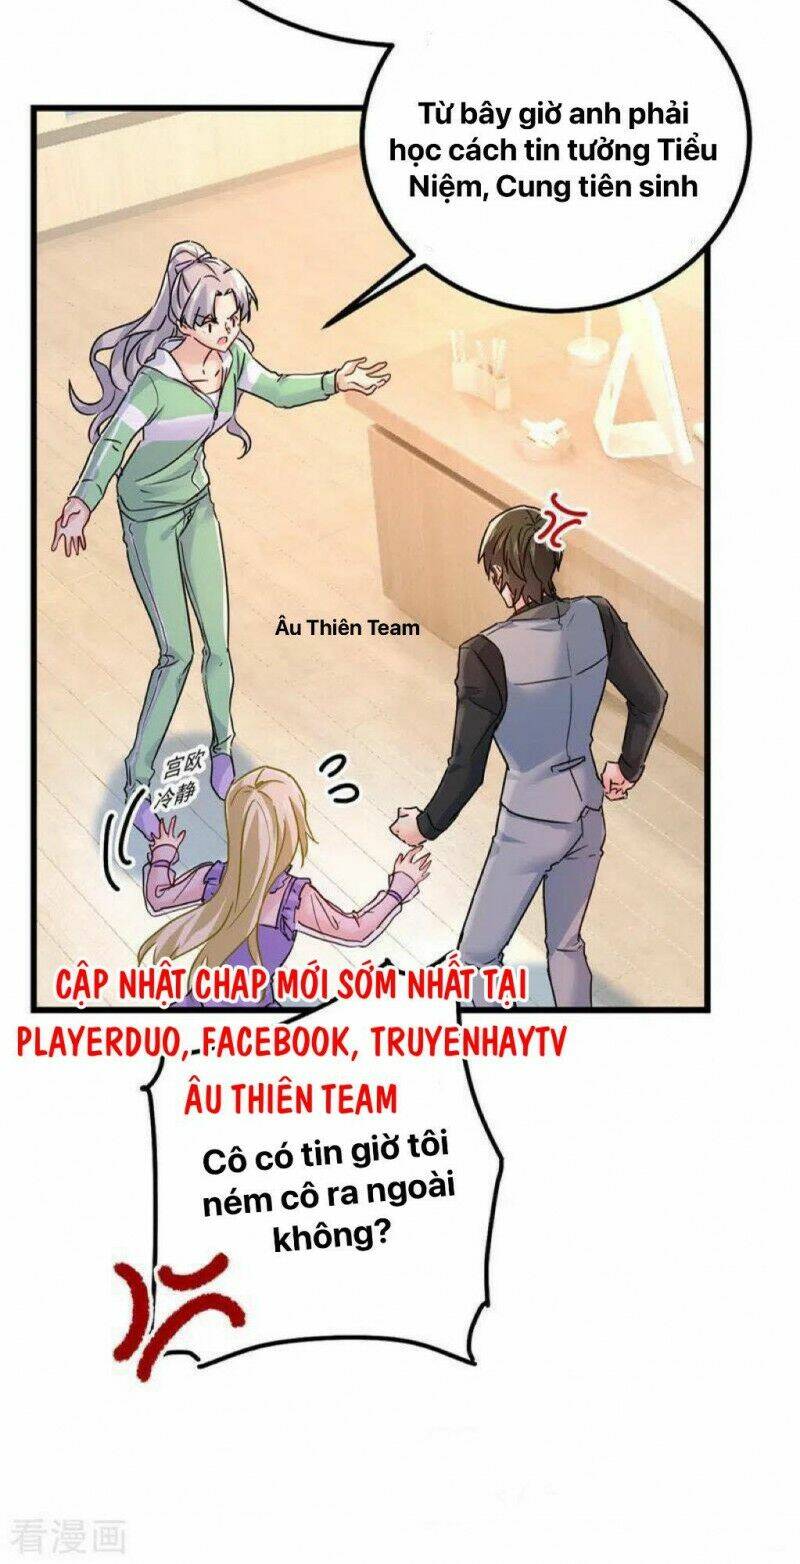 Từ bây giờ anh phải
học cách tin tưởng Tiểu
Niệm, Cung tiên sinh
Âu Thiên Team
宫欧
冷静
CẬP NHẬT CHAP MỚI SỚM NHẤT TẠI
PLAYERDUO, FACEBOOK, TRUYENHAYTV
ÂU THIÊN TEAM
Cô có tin giờ tôi
ném cô ra ngoài
không?
看漫画